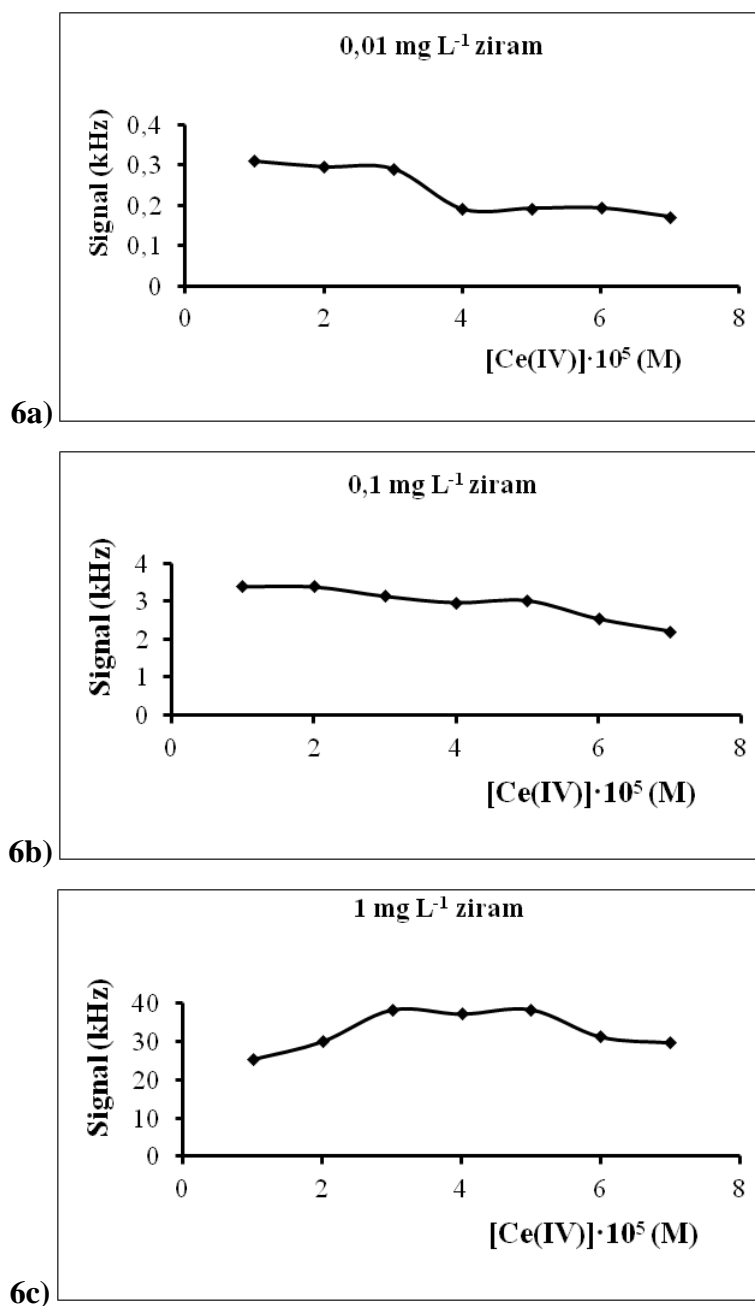 0,01 mg L-1 ziram
Signal (kHz)
0,4
0,3
0,2
0,1
0
0 2 4 6 8
[Ce(IV)]·10⁵ (M)
6a)
0,1 mg L-1 ziram
Signal (kHz)
4
3
2
1
0
0 2 4 6 8
[Ce(IV)]·10⁵ (M)
6b)
1 mg L-1 ziram
Signal (kHz)
40
30
20
10
0
0 2 4 6 8
[Ce(IV)]·10⁵ (M)
6c)